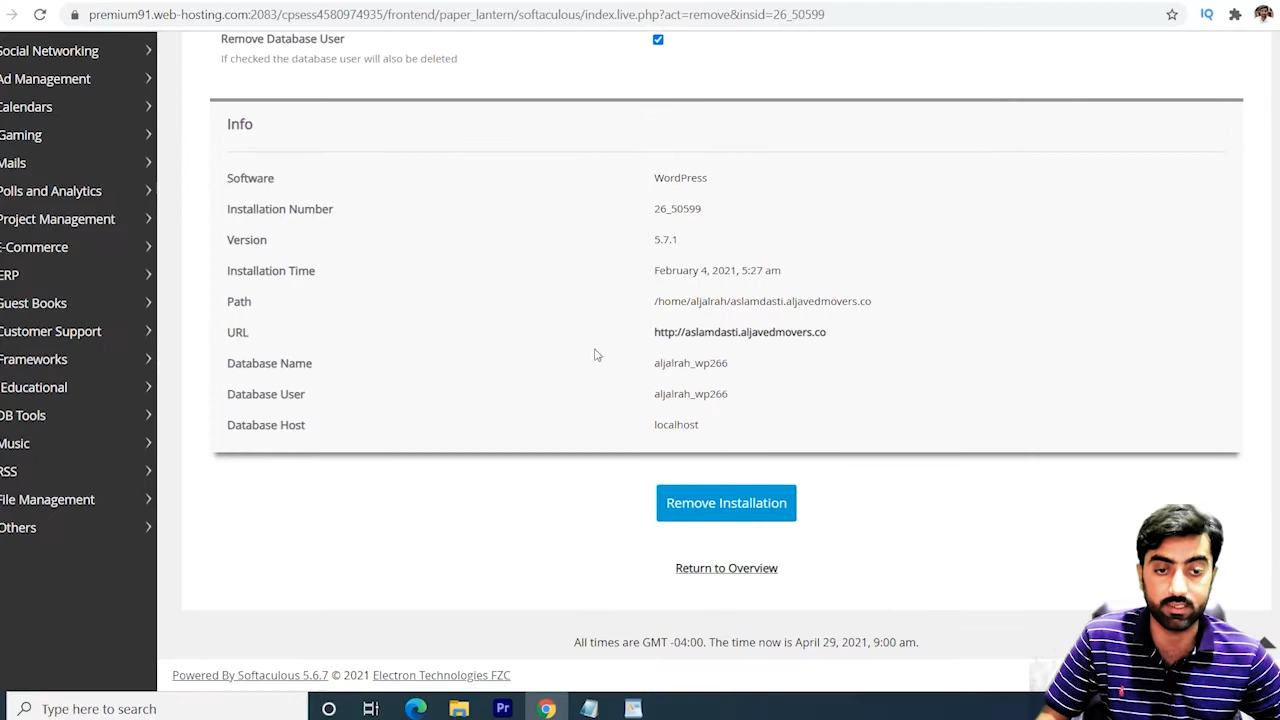 premium91.web-hosting.com:2083/cpsess4580974935/frontend/paper_lantern/softaculous/index.live.php?act=remove&insid=26_50599
IQ
Social Networking
Ad Management
Calendars
Gaming
Mails
Polls and Analytics
Project Management
E-Commerce
ERP
Guest Books
Customer Support
Frameworks
Educational
DB Tools
Music
RSS
File Management
Others
Remove Database User
If checked the database user will also be deleted
Info
Software WordPress
Installation Number 26_50599
Version 5.7.1
Installation Time February 4, 2021, 5:27 am
Path /home/aljalrah/aslamdasti.aljavedmovers.co
URL http://aslamdasti.aljavedmovers.co
Database Name aljalrah_wp266
Database User aljalrah_wp266
Database Host localhost
Remove Installation
Return to Overview
All times are GMT -04:00. The time now is April 29, 2021, 9:00 am.
Powered By Softaculous 5.6.7 © 2021 Electron Technologies FZC
Type here to search
Pr